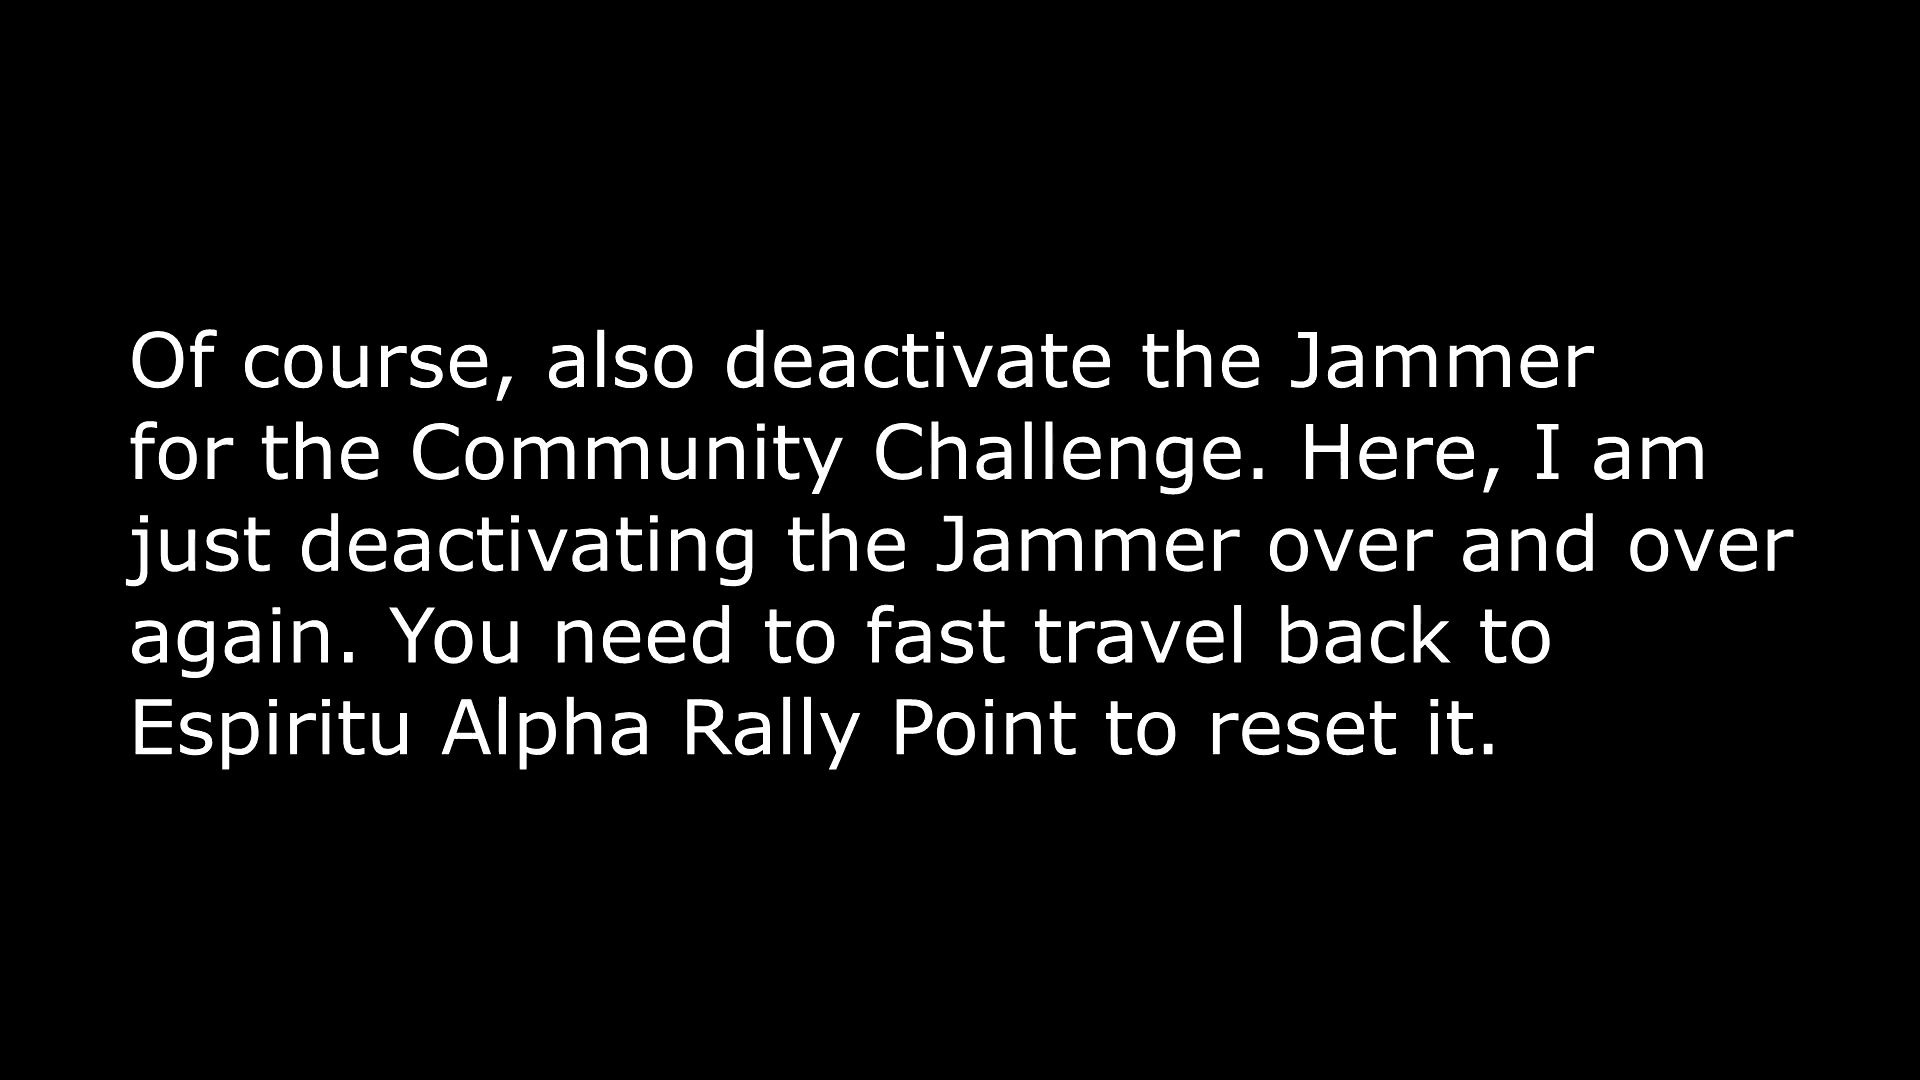 Of course, also deactivate the Jammer
for the Community Challenge. Here, I am
just deactivating the Jammer over and over
again. You need to fast travel back to
Espiritu Alpha Rally Point to reset it.